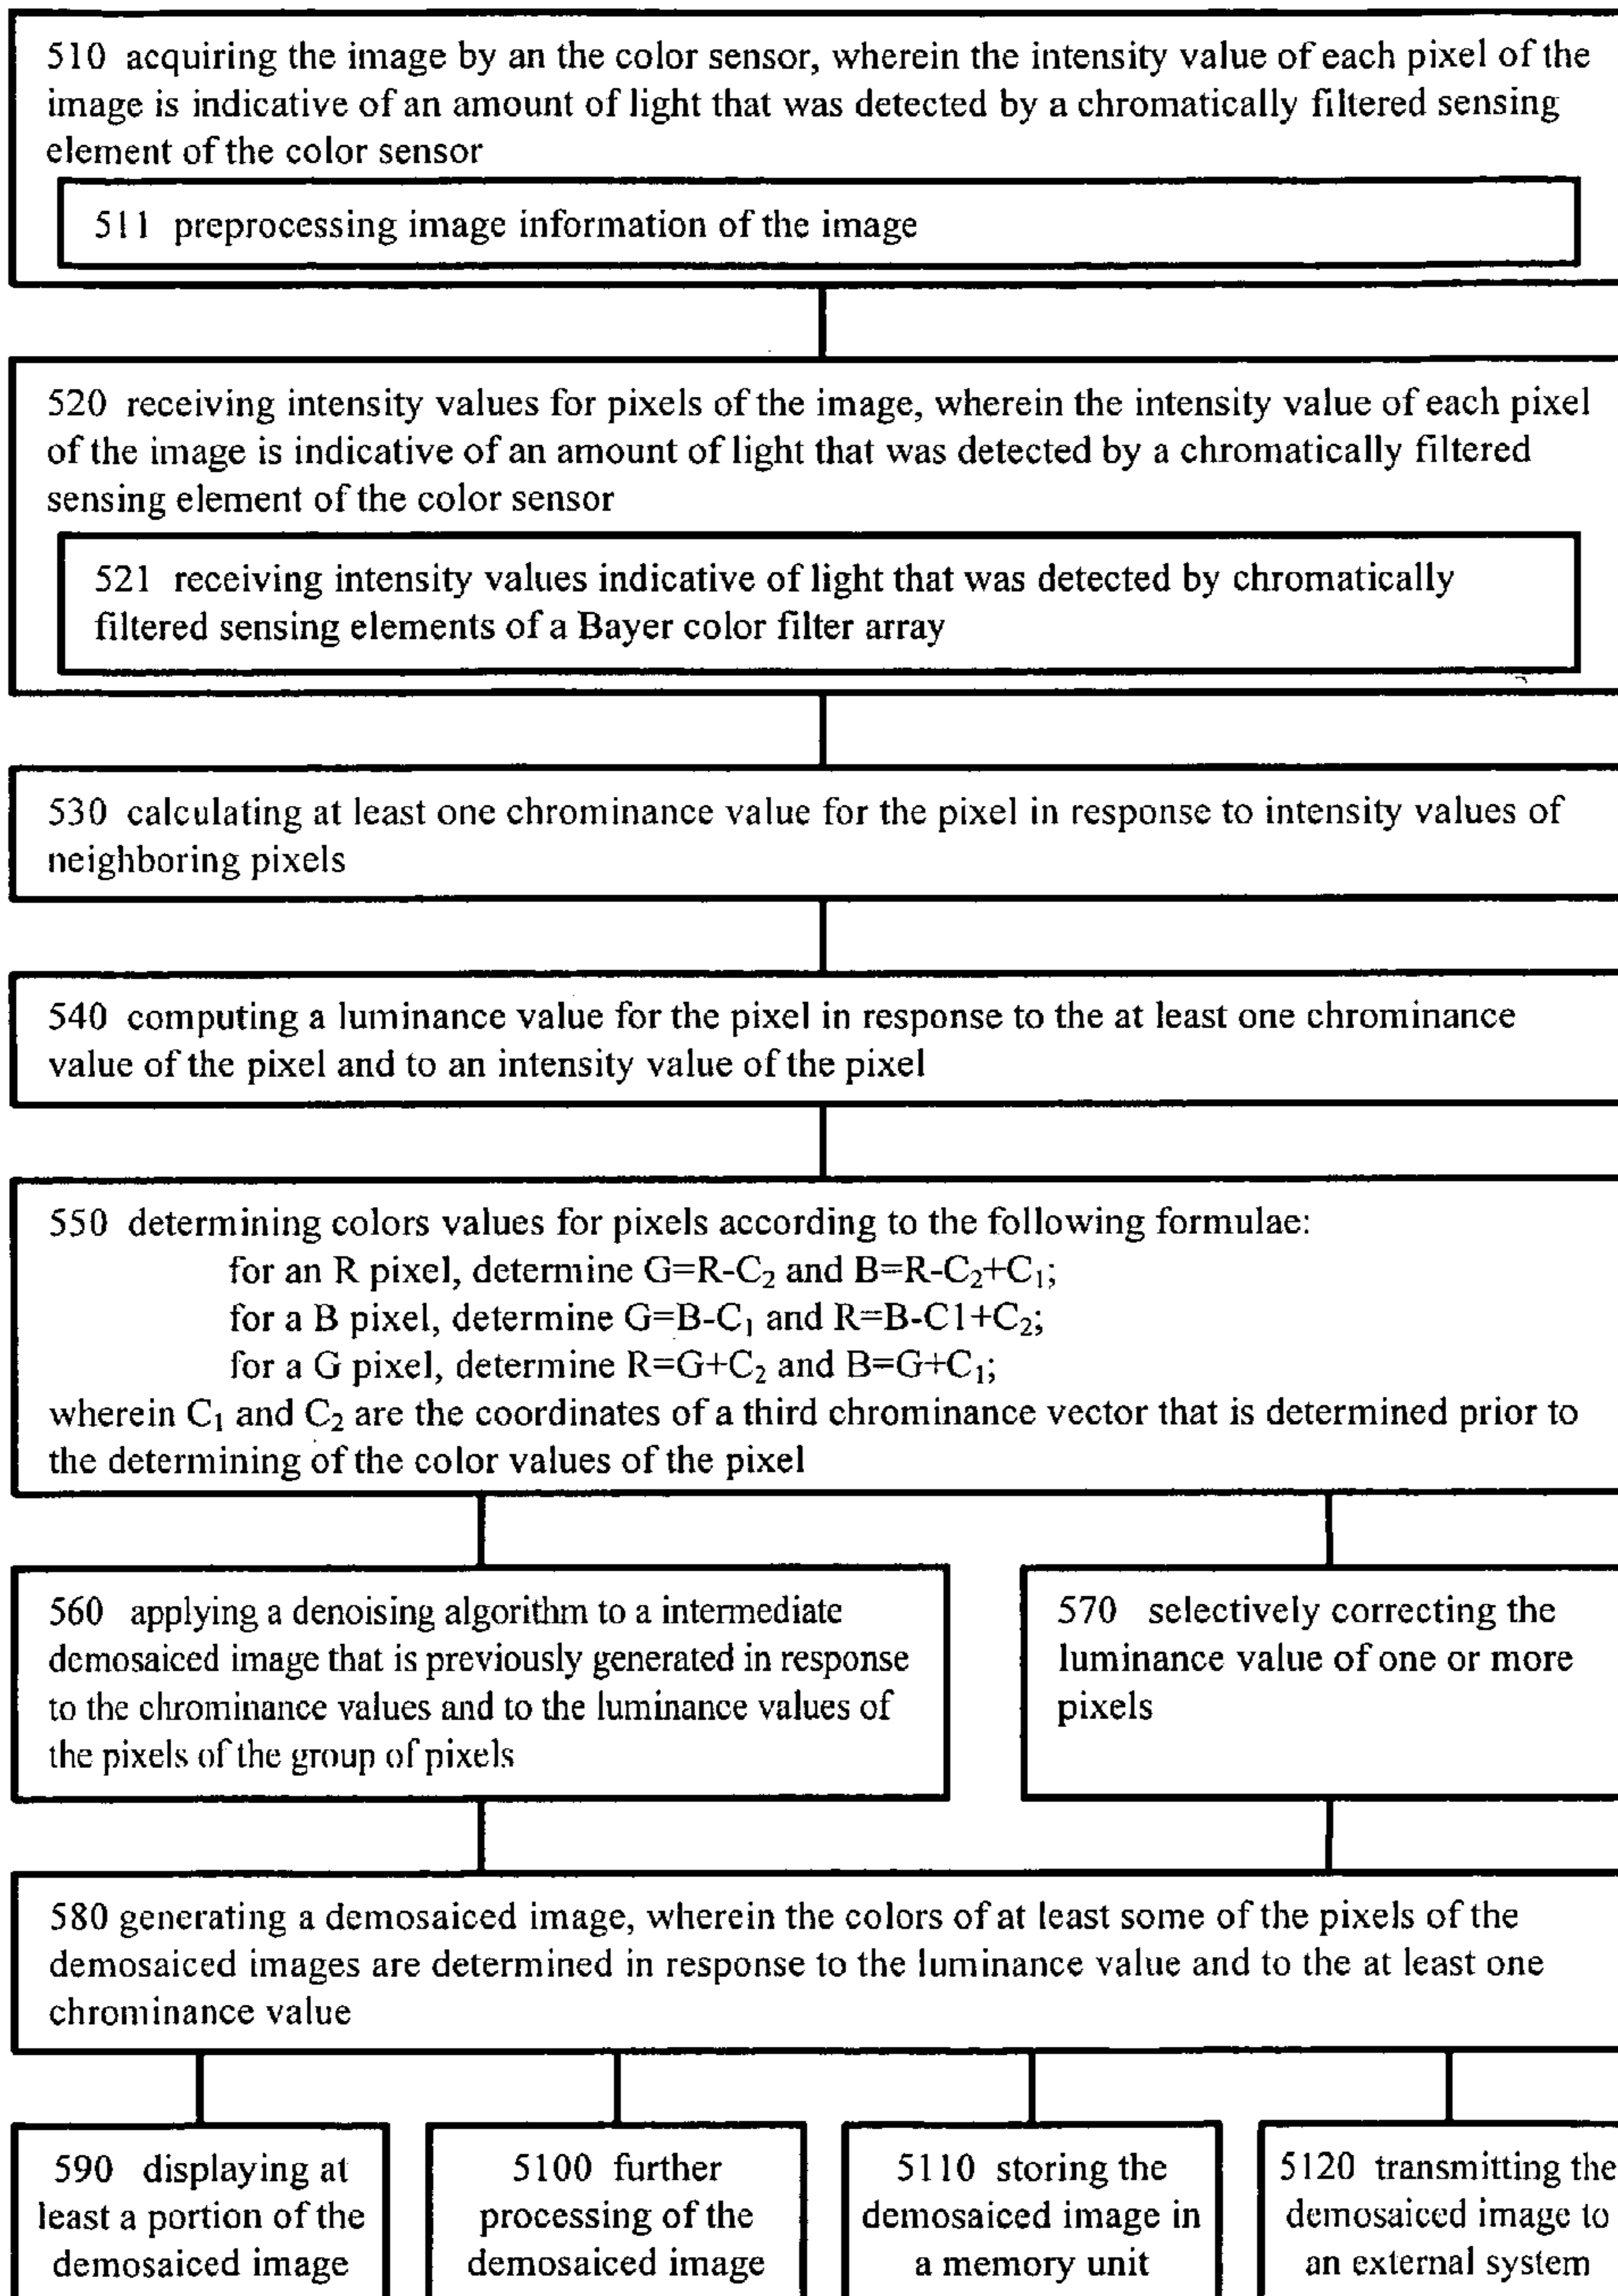 510 acquiring the image by an the color sensor, wherein the intensity value of each pixel of the
image is indicative of an amount of light that was detected by a chromatically filtered sensing
element of the color sensor
511 preprocessing image information of the image
520 receiving intensity values for pixels of the image, wherein the intensity value of each pixel
of the image is indicative of an amount of light that was detected by a chromatically filtered
sensing element of the color sensor
521 receiving intensity values indicative of light that was detected by chromatically
filtered sensing elements of a Bayer color filter array
530 calculating at least one chrominance value for the pixel in response to intensity values of
neighboring pixels
540 computing a luminance value for the pixel in response to the at least one chrominance
value of the pixel and to an intensity value of the pixel
550 determining colors values for pixels according to the following formulae:
for an R pixel, determine G=R-C₂ and B=R-C₂+C₁;
for a B pixel, determine G=B-C₁ and R=B-C1+C₂;
for a G pixel, determine R=G+C₂ and B=G+C₁;
wherein C₁ and C₂ are the coordinates of a third chrominance vector that is determined prior to
the determining of the color values of the pixel
560 applying a denoising algorithm to a intermediate
demosaiced image that is previously generated in response
to the chrominance values and to the luminance values of
the pixels of the group of pixels
570 selectively correcting the
luminance value of one or more
pixels
580 generating a demosaiced image, wherein the colors of at least some of the pixels of the
demosaiced images are determined in response to the luminance value and to the at least one
chrominance value
590 displaying at
least a portion of the
demosaiced image
5100 further
processing of the
demosaiced image
5110 storing the
demosaiced image in
a memory unit
5120 transmitting the
demosaiced image to
an external system